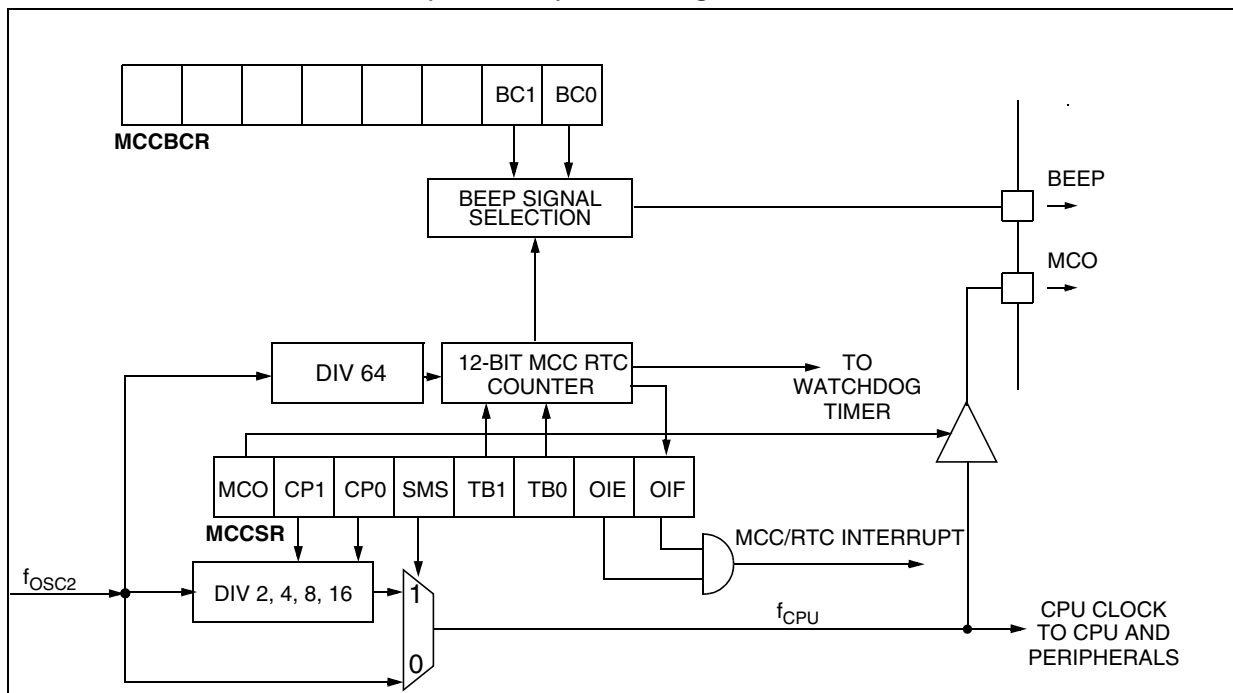 BC1 BC0
MCCBCR
BEEP SIGNAL
SELECTION
BEEP
MCO
DIV 64
12-BIT MCC RTC
COUNTER
TO
WATCHDOG
TIMER
MCO CP1 CP0 SMS TB1 TB0 OIE OIF
MCCSR
MCC/RTC INTERRUPT
fOSC2
DIV 2, 4, 8, 16
1
0
fCPU
CPU CLOCK
TO CPU AND
PERIPHERALS